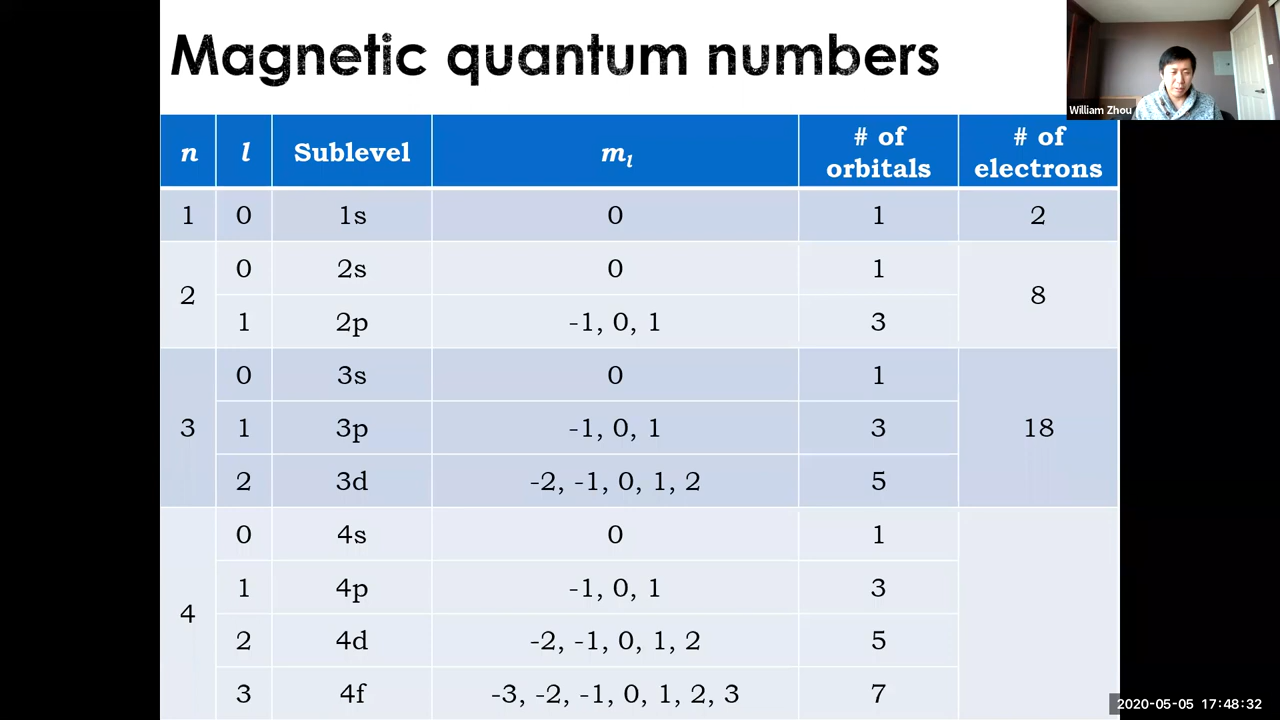 Magnetic quantum numbers
William Zhou
n l Sublevel m_l # of orbitals # of electrons
1 0 1s 0 1 2
2 0 2s 0 1 8
1 2p -1, 0, 1 3
3 0 3s 0 1 18
1 3p -1, 0, 1 3
2 3d -2, -1, 0, 1, 2 5
4 0 4s 0 1
1 4p -1, 0, 1 3
2 4d -2, -1, 0, 1, 2 5
3 4f -3, -2, -1, 0, 1, 2, 3 7
2020-05-05 17:48:32